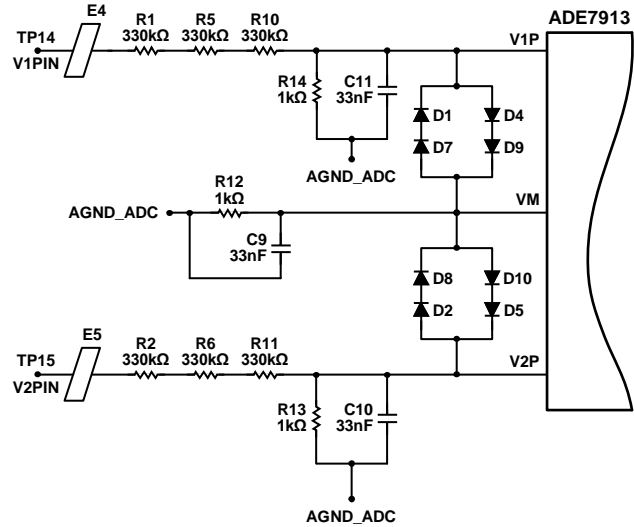 ADE7913
E4
TP14
V1PIN
R1
330kΩ
R5
330kΩ
R10
330kΩ
V1P
R14
1kΩ
C11
33nF
D1
D4
D7
D9
AGND_ADC
R12
1kΩ
AGND_ADC
VM
C9
33nF
D8
D10
D2
D5
E5
TP15
V2PIN
R2
330kΩ
R6
330kΩ
R11
330kΩ
V2P
R13
1kΩ
C10
33nF
AGND_ADC